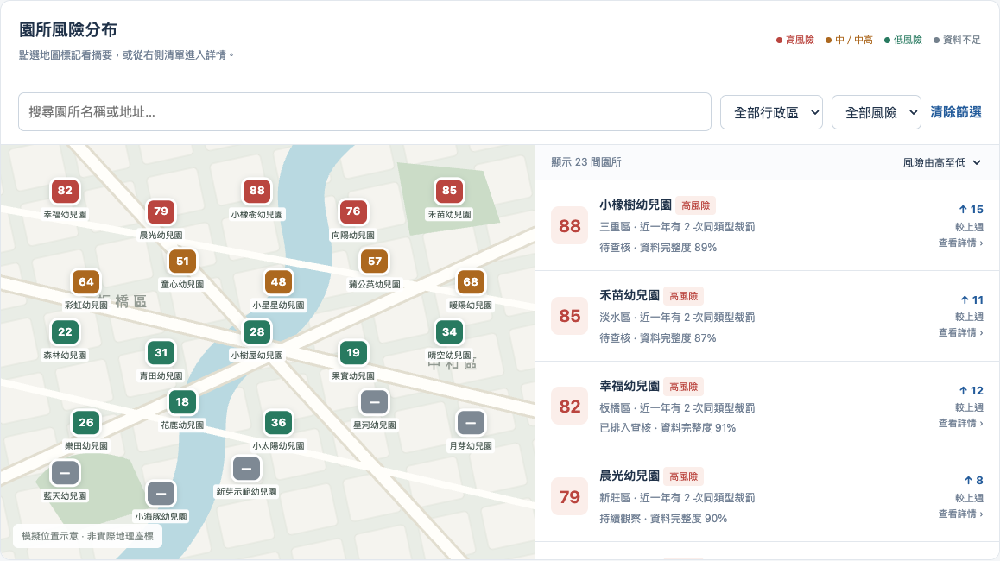 園所風險分布
點選地圖標記看摘要，或從右側清單進入詳情。
高風險 中 / 中高 低風險 資料不足
搜尋園所名稱或地址...
全部行政區
全部風險
清除篩選
82
幸福幼兒園
79
晨光幼兒園
88
小橡樹幼兒園
76
向陽幼兒園
85
禾苗幼兒園
64
彩虹幼兒園
51
童心幼兒園
48
小星星幼兒園
57
蒲公英幼兒園
68
暖陽幼兒園
橋區
22
森林幼兒園
31
青田幼兒園
28
小樹屋幼兒園
19
果實幼兒園
34
晴空幼兒園
中和區
26
樂田幼兒園
18
花鹿幼兒園
36
小太陽幼兒園
—
星河幼兒園
—
月芽幼兒園
—
藍天幼兒園
—
小海豚幼兒園
—
新芽示範幼兒園
模擬位置示意 · 非實際地理座標
顯示 23 間園所
風險由高至低
88
小橡樹幼兒園 高風險
三重區 · 近一年有 2 次同類型裁罰
待查核 · 資料完整度 89%
↑ 15
較上週
查看詳情 ›
85
禾苗幼兒園 高風險
淡水區 · 近一年有 2 次同類型裁罰
待查核 · 資料完整度 87%
↑ 11
較上週
查看詳情 ›
82
幸福幼兒園 高風險
板橋區 · 近一年有 2 次同類型裁罰
已排入查核 · 資料完整度 91%
↑ 12
較上週
查看詳情 ›
79
晨光幼兒園 高風險
新莊區 · 近一年有 2 次同類型裁罰
持續觀察 · 資料完整度 90%
↑ 8
較上週
查看詳情 ›